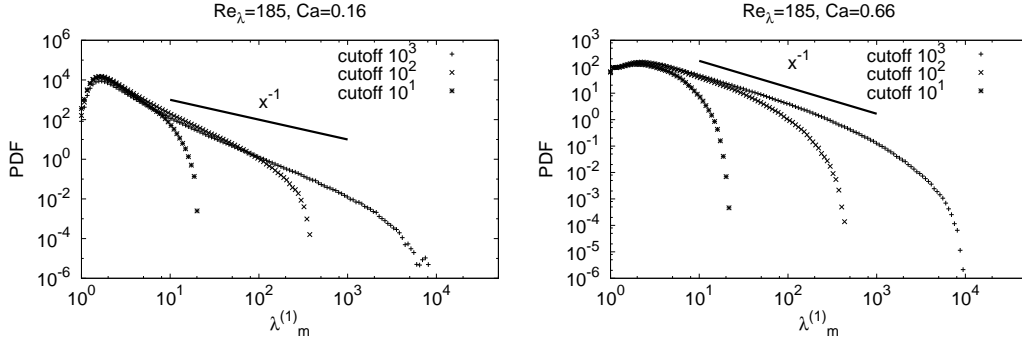 Re_λ=185, Ca=0.16
PDF
10^6
10^4
10^2
10^0
10^-2
10^-4
10^-6
10^0 10^1 10^2 10^3 10^4
λ^(1)_m
x^-1
cutoff 10^3
cutoff 10^2
cutoff 10^1
Re_λ=185, Ca=0.66
PDF
10^3
10^2
10^1
10^0
10^-1
10^-2
10^-3
10^-4
10^-5
10^-6
10^0 10^1 10^2 10^3 10^4
λ^(1)_m
x^-1
cutoff 10^3
cutoff 10^2
cutoff 10^1